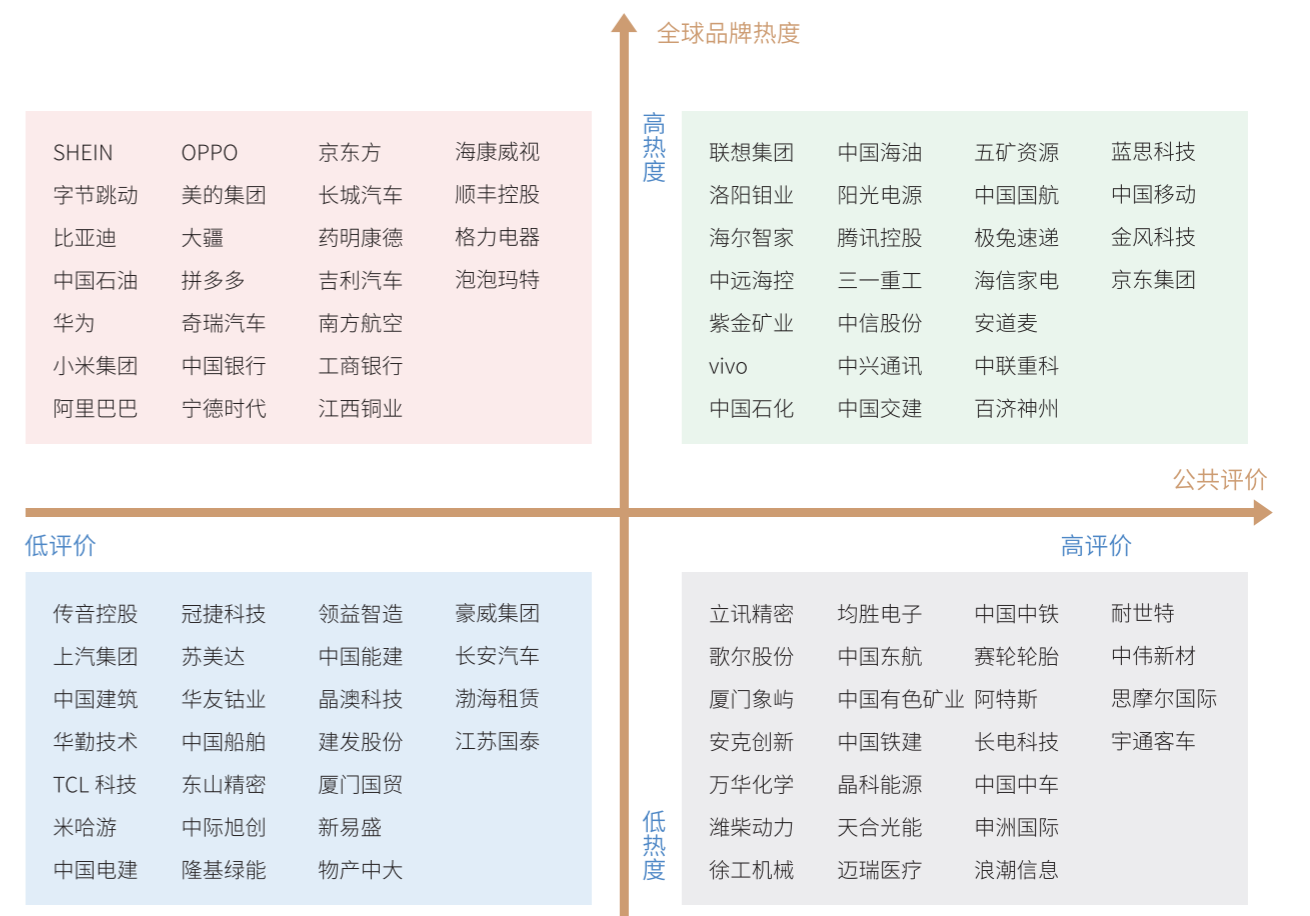 全球品牌热度
高热度
SHEIN OPPO 京东方 海康威视
字节跳动 美的集团 长城汽车 顺丰控股
比亚迪 大疆 药明康德 格力电器
中国石油 拼多多 吉利汽车 泡泡玛特
华为 奇瑞汽车 南方航空
小米集团 中国银行 工商银行
阿里巴巴 宁德时代 江西铜业
联想集团 中国海油 五矿资源 蓝思科技
洛阳钼业 阳光电源 中国国航 中国移动
海尔智家 腾讯控股 极兔速递 金风科技
中远海控 三一重工 海信家电 京东集团
紫金矿业 中信股份 安道麦
vivo 中兴通讯 中联重科
中国石化 中国交建 百济神州
公共评价
低评价
高评价
传音控股 冠捷科技 领益智造 豪威集团
上汽集团 苏美达 中国能建 长安汽车
中国建筑 华友钴业 晶澳科技 渤海租赁
华勤技术 中国船舶 建发股份 江苏国泰
TCL 科技 东山精密 厦门国贸
米哈游 中际旭创 新易盛
中国电建 隆基绿能 物产中大
低热度
立讯精密 均胜电子 中国中铁 耐世特
歌尔股份 中国东航 赛轮轮胎 中伟新材
厦门象屿 中国有色矿业 阿特斯 思摩尔国际
安克创新 中国铁建 长电科技 宇通客车
万华化学 晶科能源 中国中车
潍柴动力 天合光能 申洲国际
徐工机械 迈瑞医疗 浪潮信息